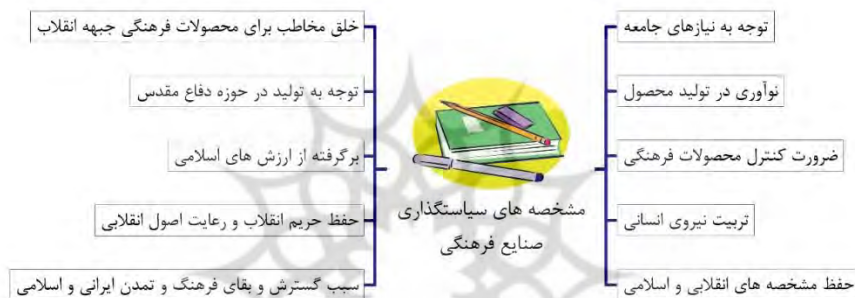 توجه به نیازهای جامعه
نوآوری در تولید محصول
ضرورت کنترل محصولات فرهنگی
تربیت نیروی انسانی
حفظ مشخصه های انقلابی و اسلامی
مشخصه های سیاستگذاری
صنایع فرهنگی
خلق مخاطب برای محصولات فرهنگی جبهه انقلاب
توجه به تولید در حوزه دفاع مقدس
برگرفته از ارزش های اسلامی
حفظ حریم انقلاب و رعایت اصول انقلابی
سبب گسترش و بقای فرهنگ و تمدن ایرانی و اسلامی